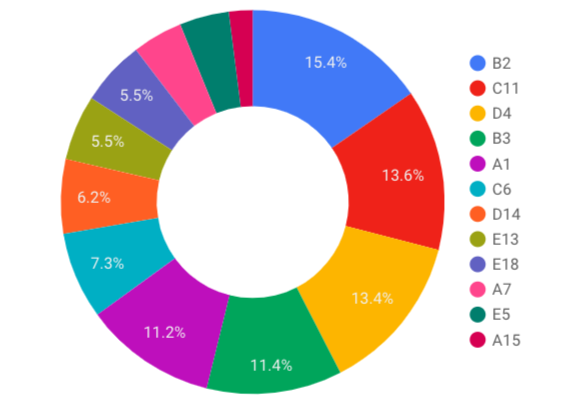 15.4%
13.6%
13.4%
11.4%
11.2%
7.3%
6.2%
5.5%
5.5%
B2
C11
D4
B3
A1
C6
D14
E13
E18
A7
E5
A15